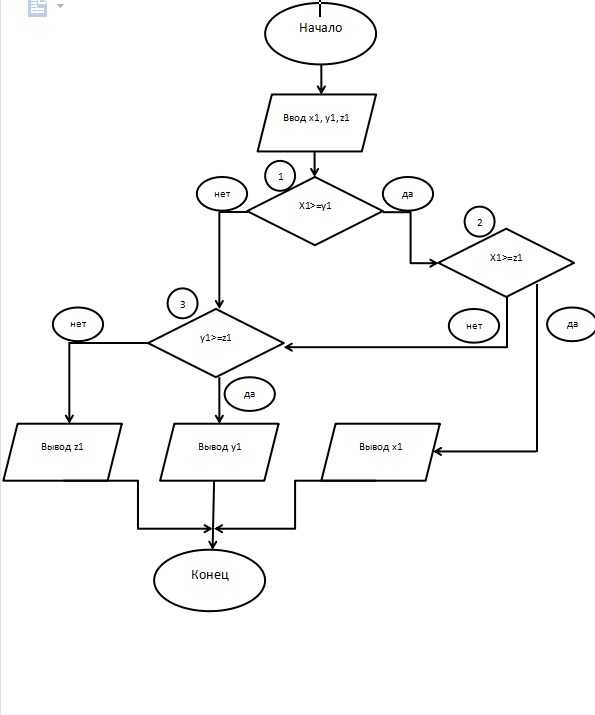 Начало
Ввод x1, y1,z1
1
нет
X1>=y1
да
2
X1>=z1
3
нет
y1>=z1
нет
да
да
Вывод z1
Вывод y1
Вывод x1
Конец